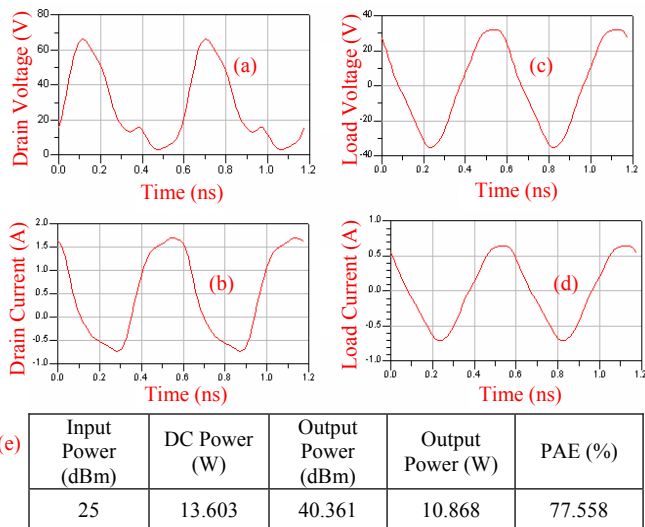 Drain Voltage (V)
80
60
40
20
0
(a)
0.0 0.2 0.4 0.6 0.8 1.0 1.2
Time (ns)
Load Voltage (V)
40
20
0
-20
-40
(c)
0.0 0.2 0.4 0.6 0.8 1.0 1.2
Time (ns)
Drain Current (A)
2.0
1.5
1.0
0.5
0.0
-0.5
-1.0
(b)
0.0 0.2 0.4 0.6 0.8 1.0 1.2
Time (ns)
Load Current (A)
1.0
0.5
0.0
-0.5
-1.0
(d)
0.0 0.2 0.4 0.6 0.8 1.0 1.2
Time (ns)
(e)
Input
Power
(dBm)
DC Power
(W)
Output
Power
(dBm)
Output
Power (W)
PAE (%)
25 13.603 40.361 10.868 77.558